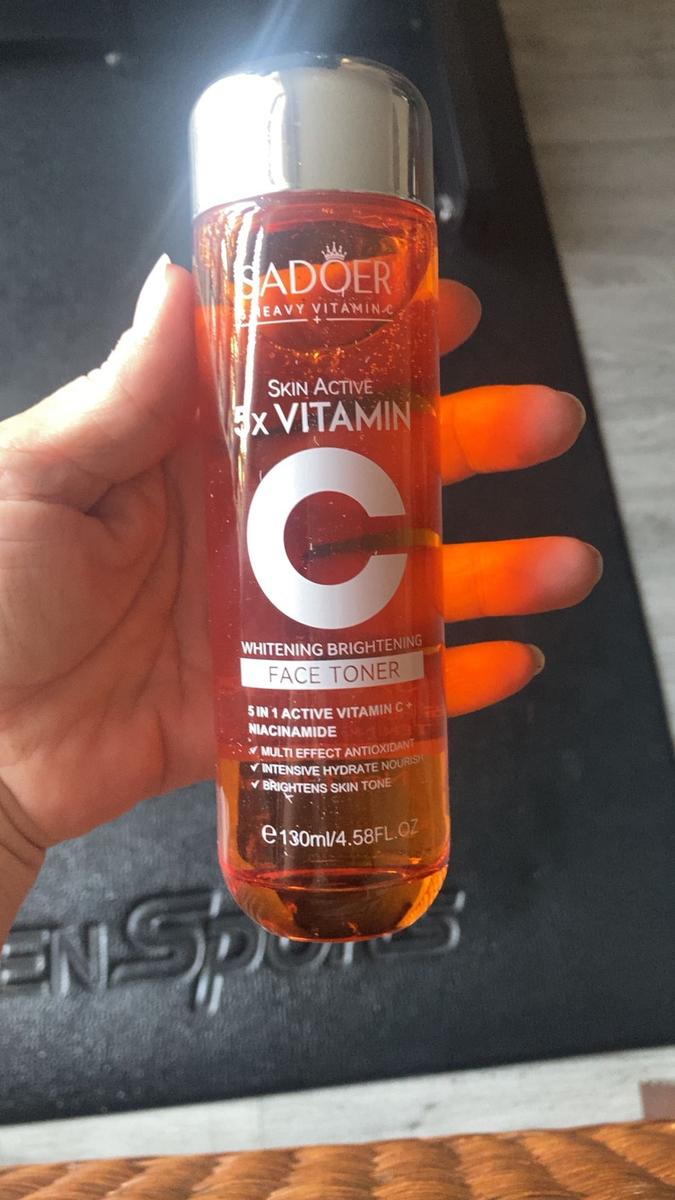 SADOER
HEAVY VITAMIN C
SKIN ACTIVE
5x VITAMIN
C
WHITENING BRIGHTENING
FACE TONER
5 IN 1 ACTIVE VITAMIN C +
NIACINAMIDE
✓ MULTI EFFECT ANTIOXIDANT
✓ INTENSIVE HYDRATE NOURISH
✓ BRIGHTENS SKIN TONE
℮130ml/4.58FL.OZ
Sports